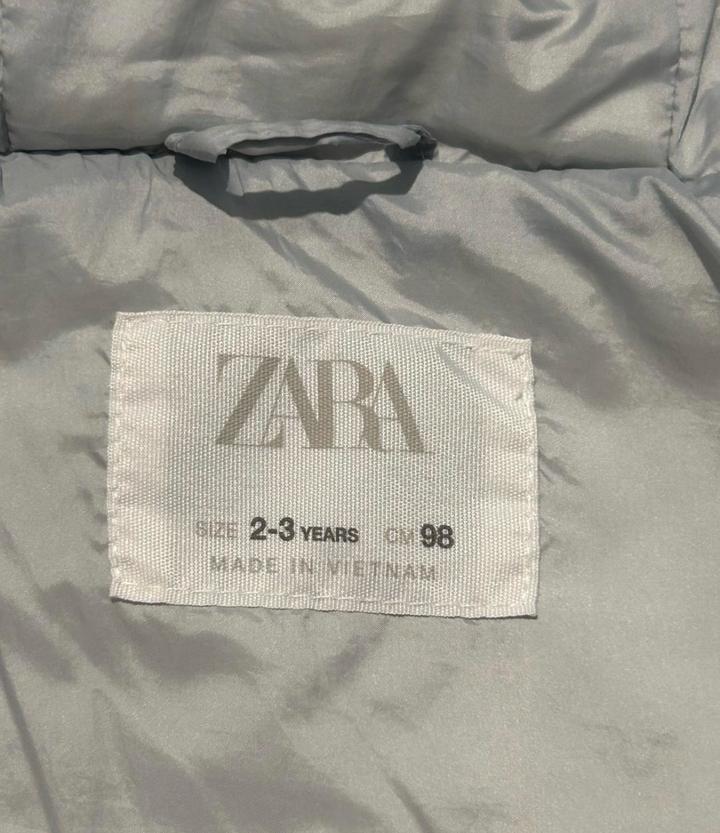 ZARA
SIZE 2-3 YEARS CM 98
MADE IN VIETNAM